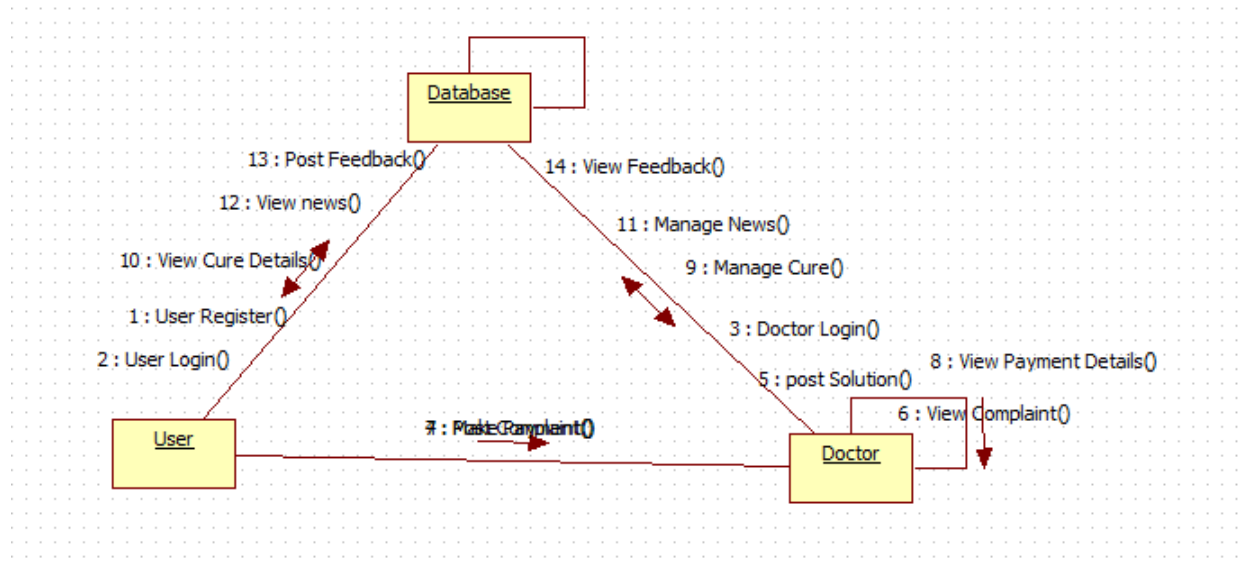 Database
13 : Post Feedback()
14 : View Feedback()
12 : View news()
11 : Manage News()
10 : View Cure Details()
9 : Manage Cure()
1 : User Register()
3 : Doctor Login()
2 : User Login()
8 : View Payment Details()
5 : post Solution()
6 : View Complaint()
User
Doctor